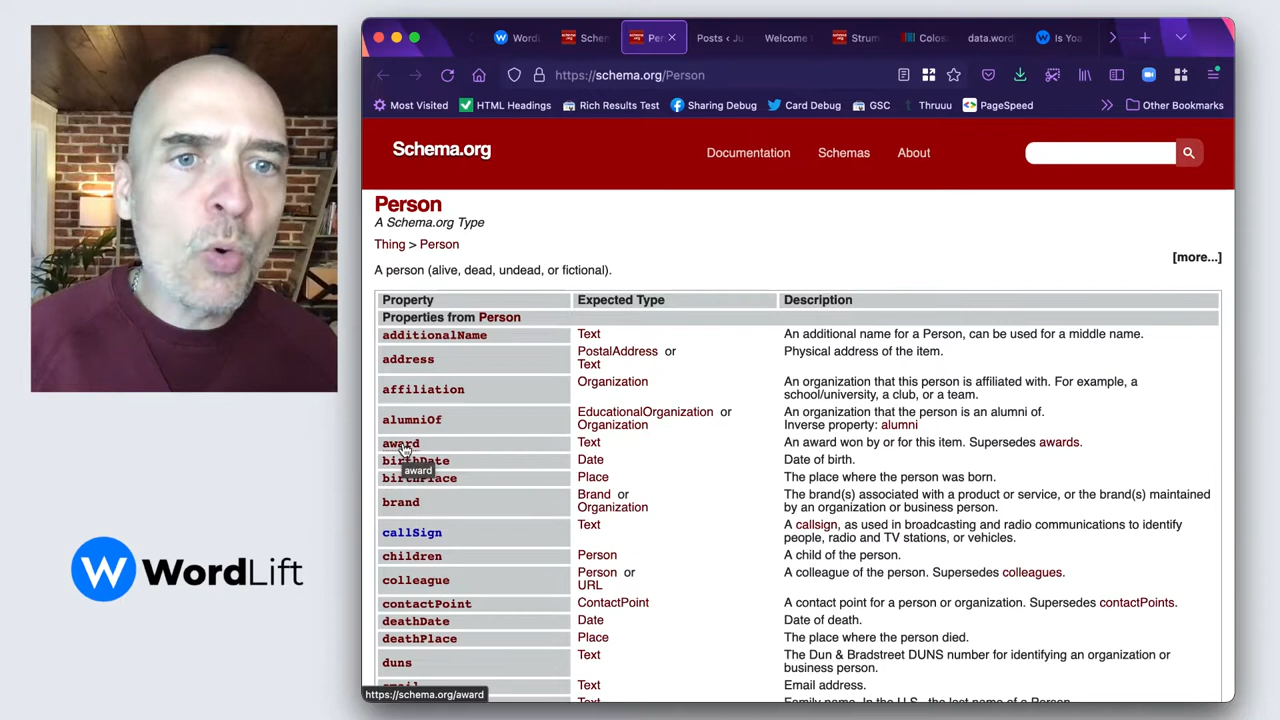 WordL
Schem
Per
Posts ‹ Ju
Welcome
Strum
Colos
data.word
Is Yoa
https://schema.org/Person
Most Visited
HTML Headings
Rich Results Test
Sharing Debug
Card Debug
GSC
Thruuu
PageSpeed
Other Bookmarks
Schema.org
Documentation
Schemas
About
Person
A Schema.org Type
Thing > Person
[more...]
A person (alive, dead, undead, or fictional).
Property Expected Type Description
Properties from Person
additionalName Text An additional name for a Person, can be used for a middle name.
address PostalAddress or Physical address of the item.
Text
affiliation Organization An organization that this person is affiliated with. For example, a
school/university, a club, or a team.
alumniOf EducationalOrganization or An organization that the person is an alumni of.
Organization Inverse property: alumni
award Text An award won by or for this item. Supersedes awards.
birthDate Date Date of birth.
award
birthPlace Place The place where the person was born.
brand Brand or The brand(s) associated with a product or service, or the brand(s) maintained
Organization by an organization or business person.
callSign Text A callsign, as used in broadcasting and radio communications to identify
people, radio and TV stations, or vehicles.
children Person A child of the person.
colleague Person or A colleague of the person. Supersedes colleagues.
URL
contactPoint ContactPoint A contact point for a person or organization. Supersedes contactPoints.
deathDate Date Date of death.
deathPlace Place The place where the person died.
duns Text The Dun & Bradstreet DUNS number for identifying an organization or
business person.
email Text Email address.
https://schema.org/award
W WordLift